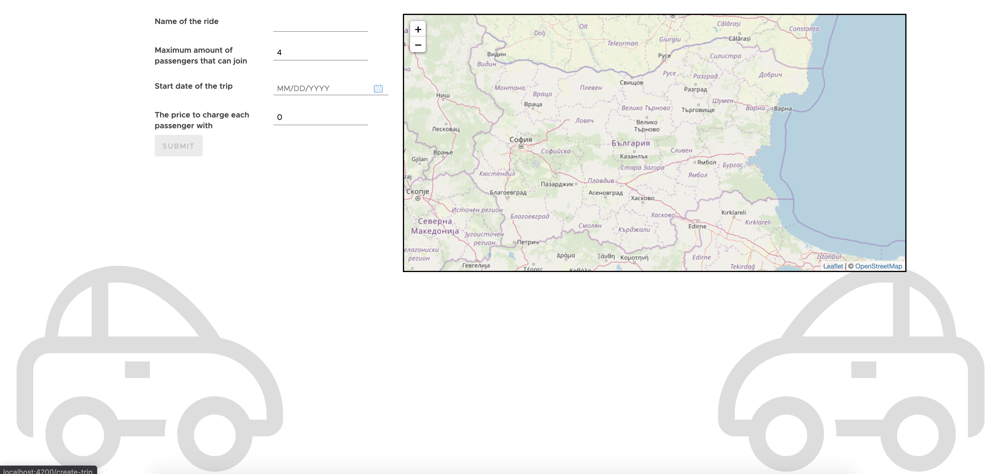 Name of the ride
Maximum amount of
passengers that can join
4
Start date of the trip
MM/DD/YYYY
The price to charge each
passenger with
0
SUBMIT
+
−
Dolj
Olt
Teleorman
Giurgiu
Călărași
Călărași
Constanța
Видин
Видин
Русе
Русе
Силистра
Разград
Разград
Добрич
Свищов
Монтана
Враца
Враца
Плевен
Ниш
Велико Търново
Търговище
Шумен
Варна
Варна
Ловеч
Велико
Търново
Лесковац
София
Софийска
България
Казанлък
Сливен
Врање
Gjilan
Ямбол
Ямбол
Бургас
Стара Загора
Кюстендил
Пазарджик
Пловдив
Асеновград
Хасково
Хасково
Скопје
Благоевград
Благоевград
Источен регион
Северна
Македонија
Југоисточен
регион
Смолян
Кърджали
Edirne
Edirne
Kırklareli
Kırklareli
Петрич
регион
Гевгелија
Δράμα
Ξάνθη
Κομοτηνή
Tekirdağ
İstanbul
Leaflet | © OpenStreetMap
localhost:4200/create-trip